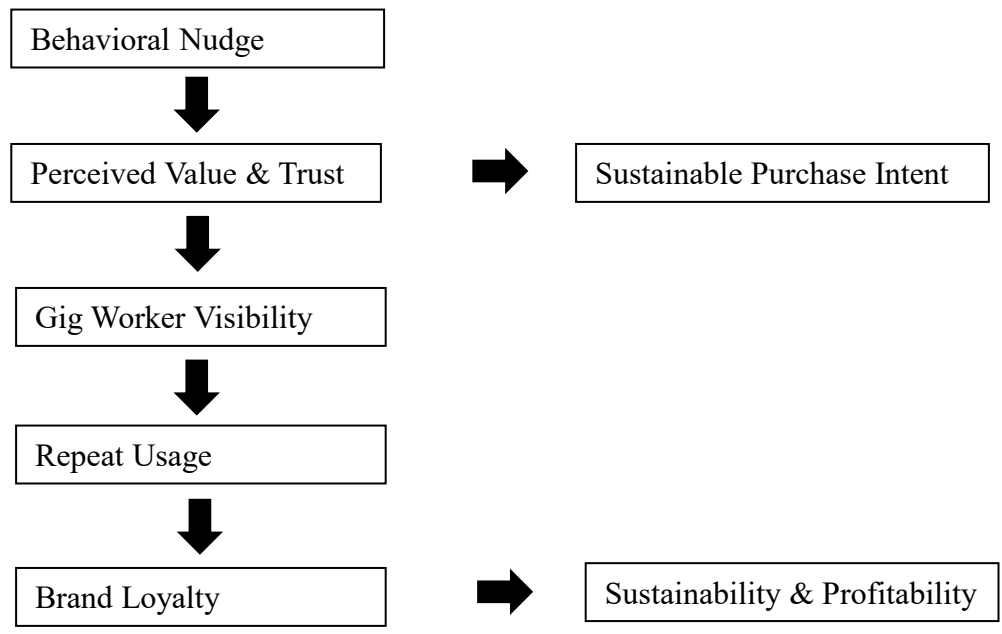 Behavioral Nudge
Perceived Value & Trust
Sustainable Purchase Intent
Gig Worker Visibility
Repeat Usage
Brand Loyalty
Sustainability & Profitability